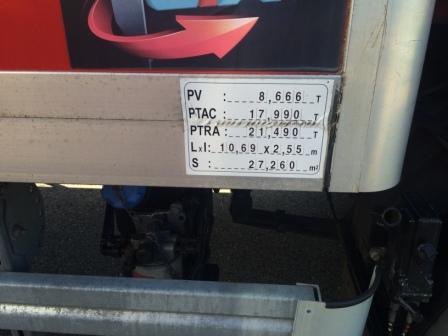 PV : 8,666 T
PTAC : 17,990 T
PTRA : 21,490 T
LxI: 10,69 x 2,55 m
S : 27,260 m²